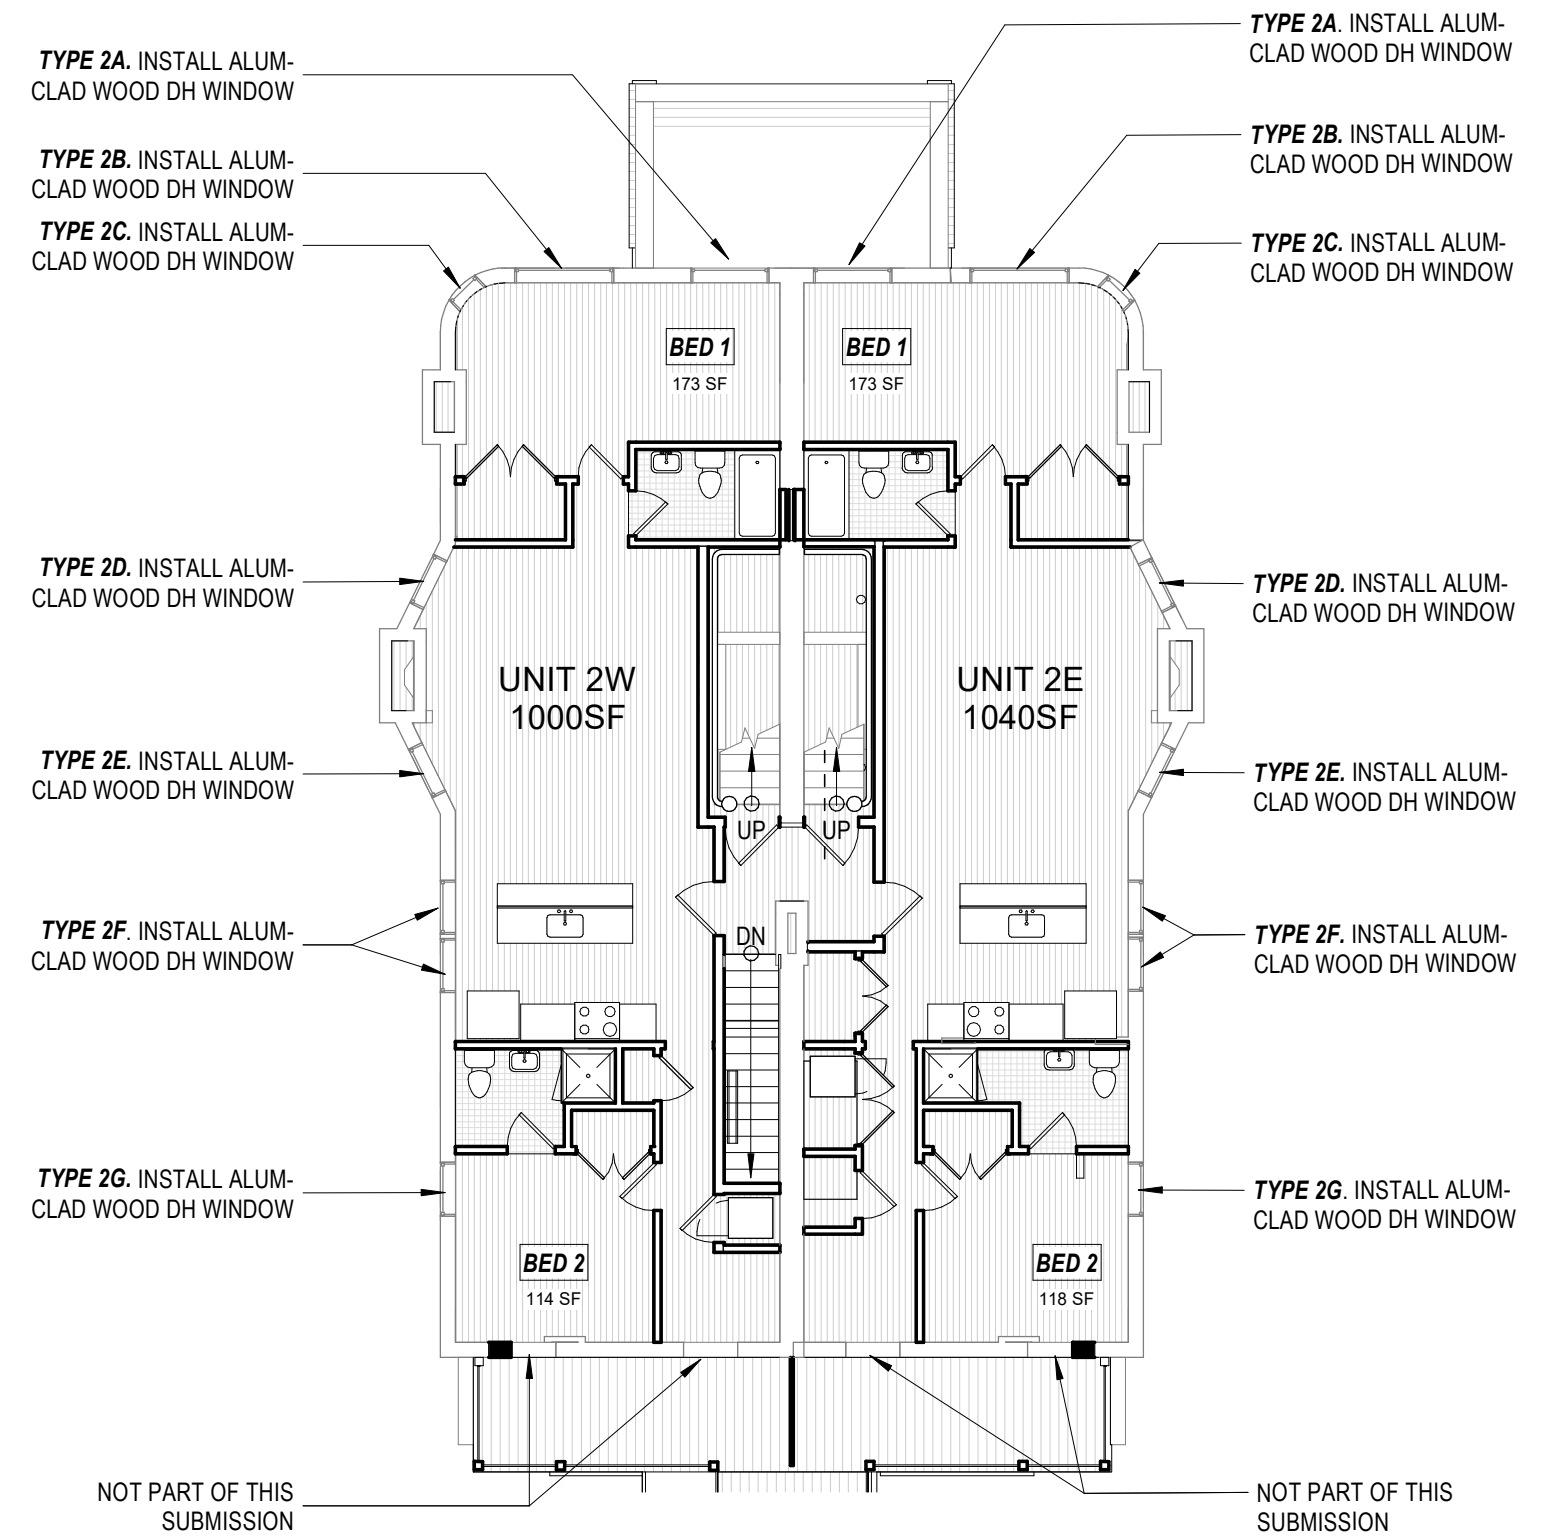 TYPE 2A. INSTALL ALUM-
CLAD WOOD DH WINDOW
TYPE 2B. INSTALL ALUM-
CLAD WOOD DH WINDOW
TYPE 2C. INSTALL ALUM-
CLAD WOOD DH WINDOW
TYPE 2D. INSTALL ALUM-
CLAD WOOD DH WINDOW
TYPE 2E. INSTALL ALUM-
CLAD WOOD DH WINDOW
TYPE 2F. INSTALL ALUM-
CLAD WOOD DH WINDOW
TYPE 2G. INSTALL ALUM-
CLAD WOOD DH WINDOW
NOT PART OF THIS
SUBMISSION
BED 1
173 SF
BED 1
173 SF
UNIT 2W
1000SF
UNIT 2E
1040SF
UP
UP
DN
BED 2
114 SF
BED 2
118 SF
TYPE 2A. INSTALL ALUM-
CLAD WOOD DH WINDOW
TYPE 2B. INSTALL ALUM-
CLAD WOOD DH WINDOW
TYPE 2C. INSTALL ALUM-
CLAD WOOD DH WINDOW
TYPE 2D. INSTALL ALUM-
CLAD WOOD DH WINDOW
TYPE 2E. INSTALL ALUM-
CLAD WOOD DH WINDOW
TYPE 2F. INSTALL ALUM-
CLAD WOOD DH WINDOW
TYPE 2G. INSTALL ALUM-
CLAD WOOD DH WINDOW
NOT PART OF THIS
SUBMISSION